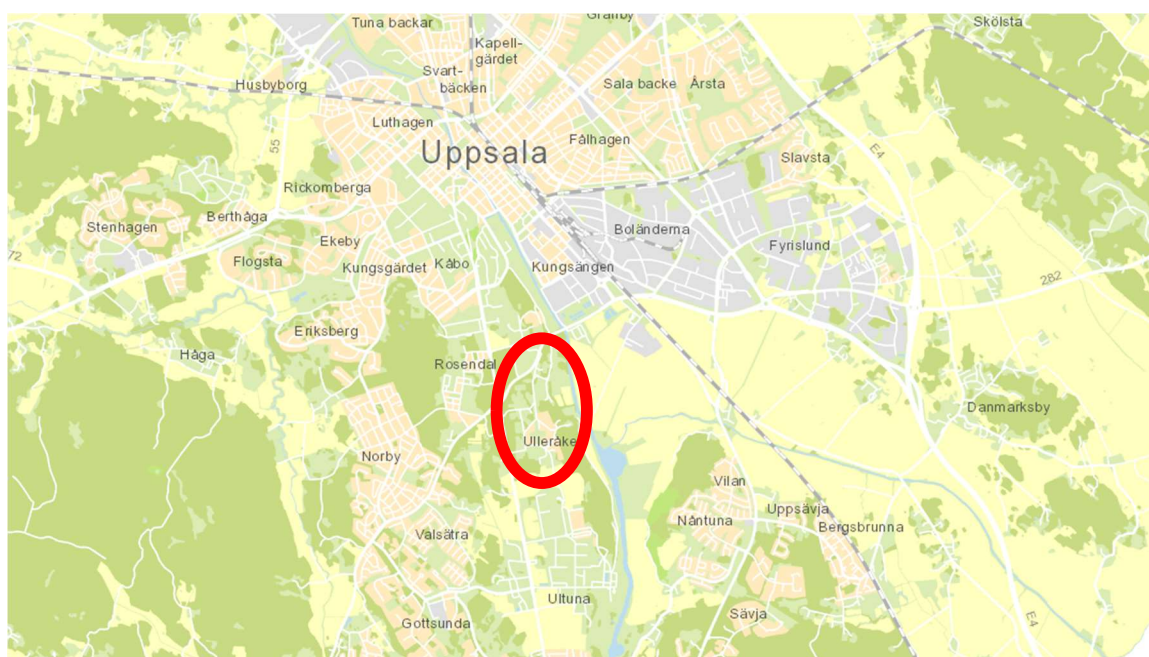 Tuna backar
Gränby
Skölsta
Kapell-
gärdet
Svart-
bäcken
Husbyborg
Sala backe
Årsta
Luthagen
E4
55
Fålhagen
Uppsala
Slavsta
Rickomberga
Berthåga
Stenhagen
Boländerna
Ekeby
Fyrislund
72
Flogsta
Kungsgärdet
Kåbo
Kungsängen
282
Eriksberg
Håga
Rosendal
Danmarksby
Ulleråker
Norby
Vilan
Uppsävja
Nåntuna
Bergsbrunna
Valsätra
Ultuna
Sävja
E4
Gottsunda